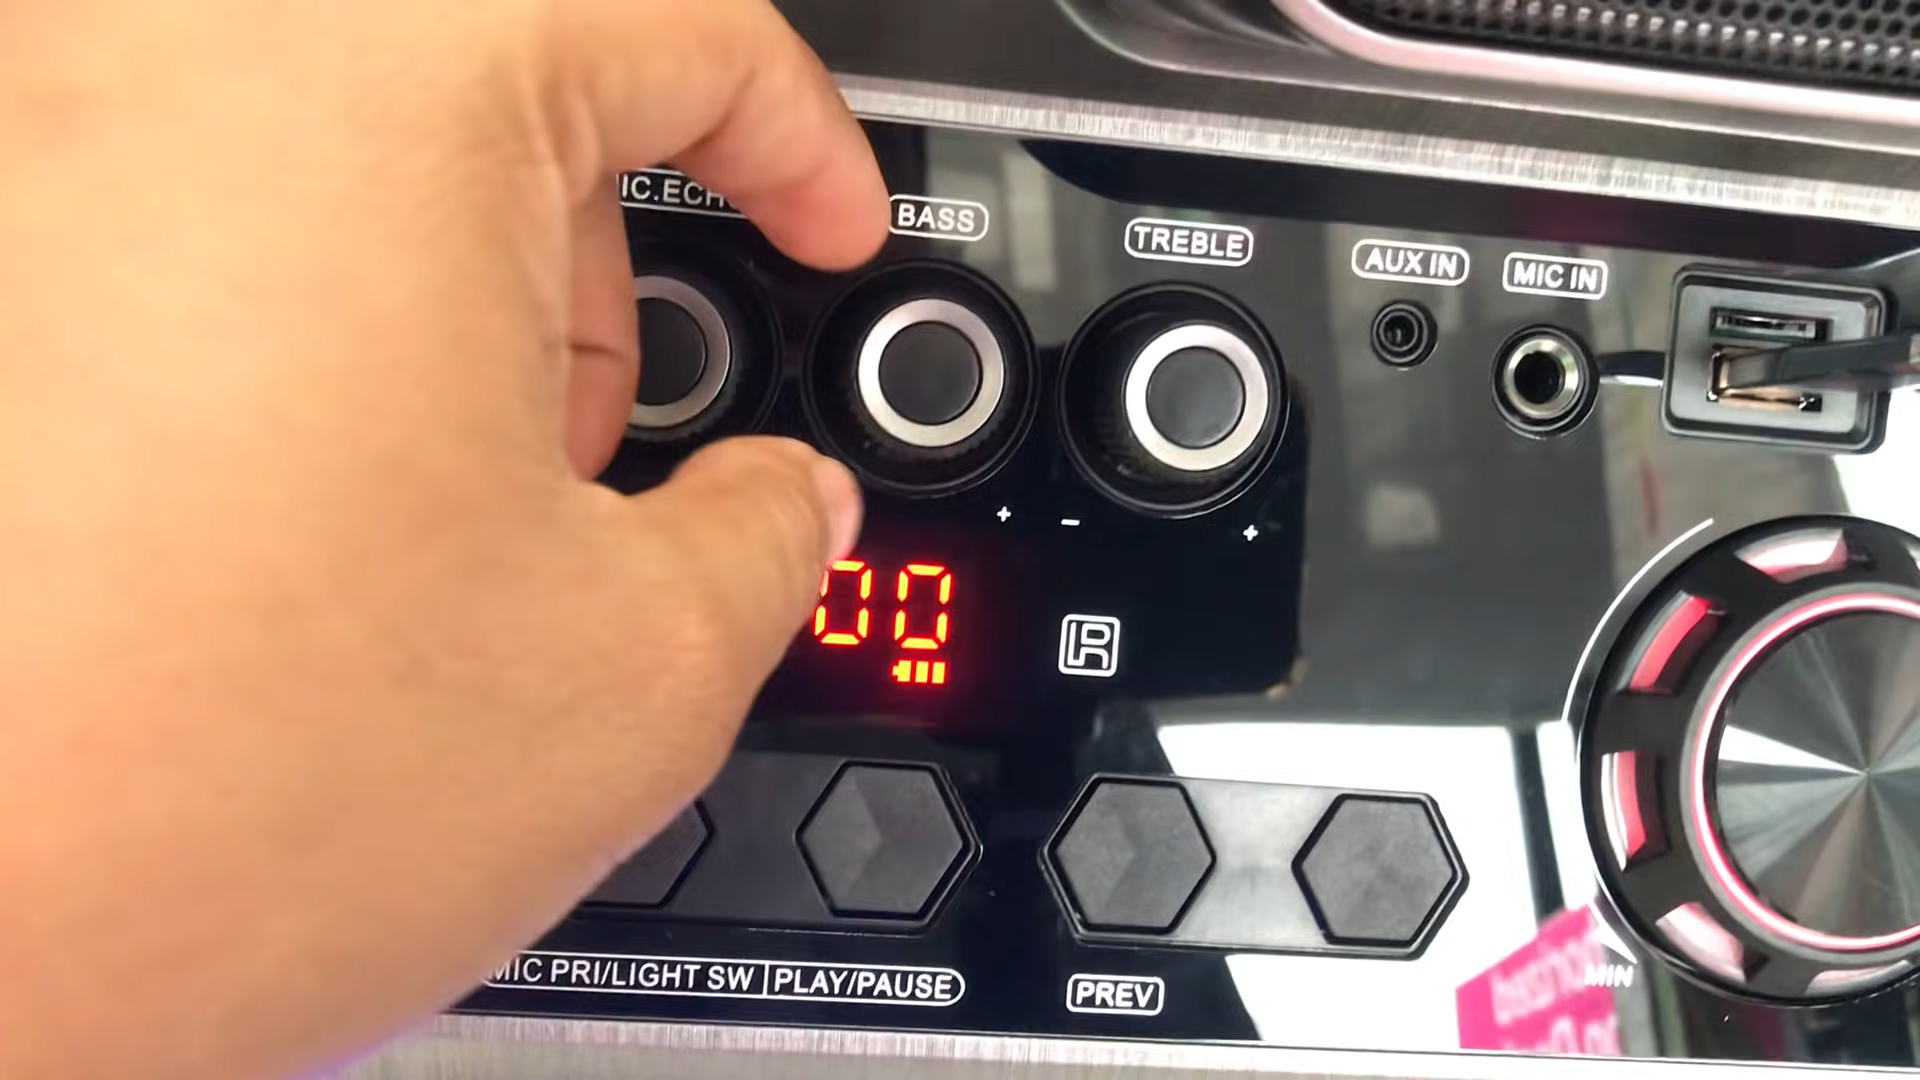 IC.ECH
BASS
TREBLE
AUX IN
MIC IN
+
- +
00
R
MIC PRI/LIGHT SW PLAY/PAUSE
PREV
MIN